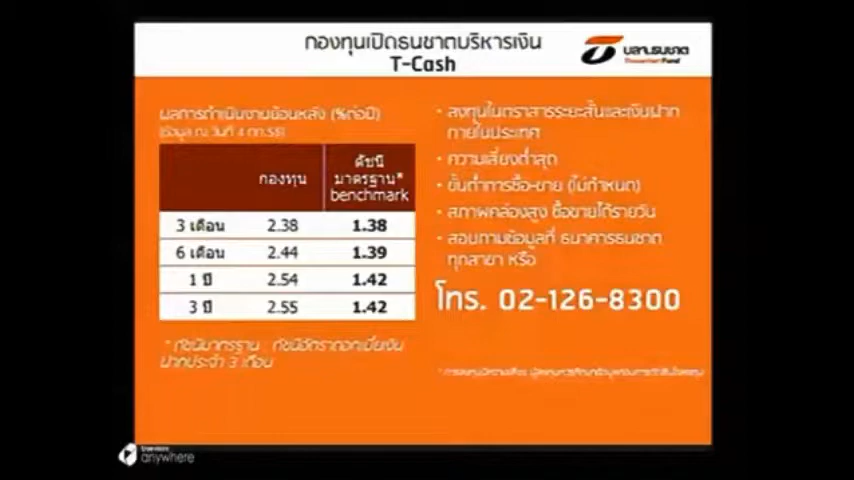 กองทุนเปิดธนชาตบริหารเงิน
T-Cash
บลจ.ธนชาต
Thanachart Fund
ผลการดำเนินงานย้อนหลัง (%ต่อปี)
(ข้อมูล ณ วันที่ 4
กองทุน
ดัชนี
มาตรฐาน*
benchmark
3 เดือน 2.38 1.38
6 เดือน 2.44 1.39
1 ปี 2.54 1.42
3 ปี 2.55 1.42
* ดัชนีมาตรฐาน : ดัชนีอัตราดอกเบี้ยเงิน
ฝากประจำ 3 เดือน
• ลงทุนในตราสารระยะสั้นและเงินฝาก
ภายในประเทศ
• ความเสี่ยงต่ำสุด
• ขั้นต่ำการซื้อ-ขาย (ไม่กำหนด)
• สภาพคล่องสูง ซื้อขายได้รายวัน
• สอบถามข้อมูลที่ ธนาคารธนชาต
ทุกสาขา หรือ
โทร. 02-126-8300
anywhere